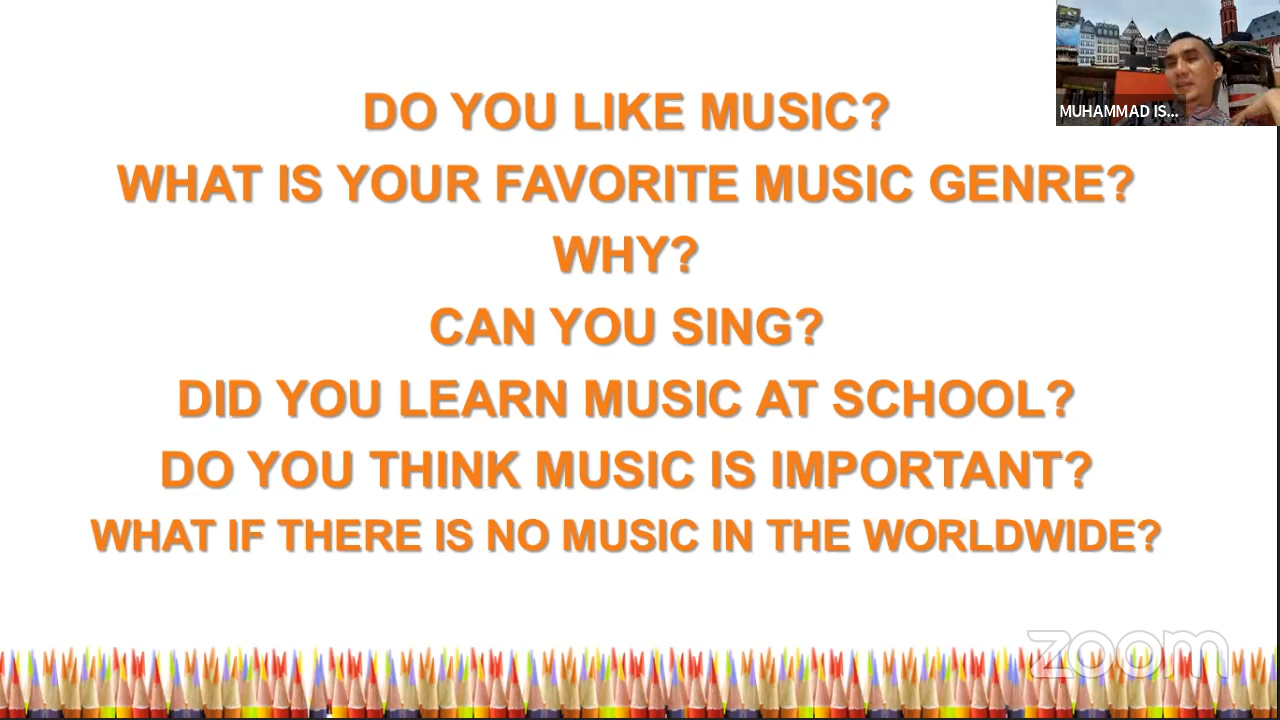 DO YOU LIKE MUSIC?
WHAT IS YOUR FAVORITE MUSIC GENRE?
WHY?
CAN YOU SING?
DID YOU LEARN MUSIC AT SCHOOL?
DO YOU THINK MUSIC IS IMPORTANT?
WHAT IF THERE IS NO MUSIC IN THE WORLDWIDE?
MUHAMMAD IS...
zoom